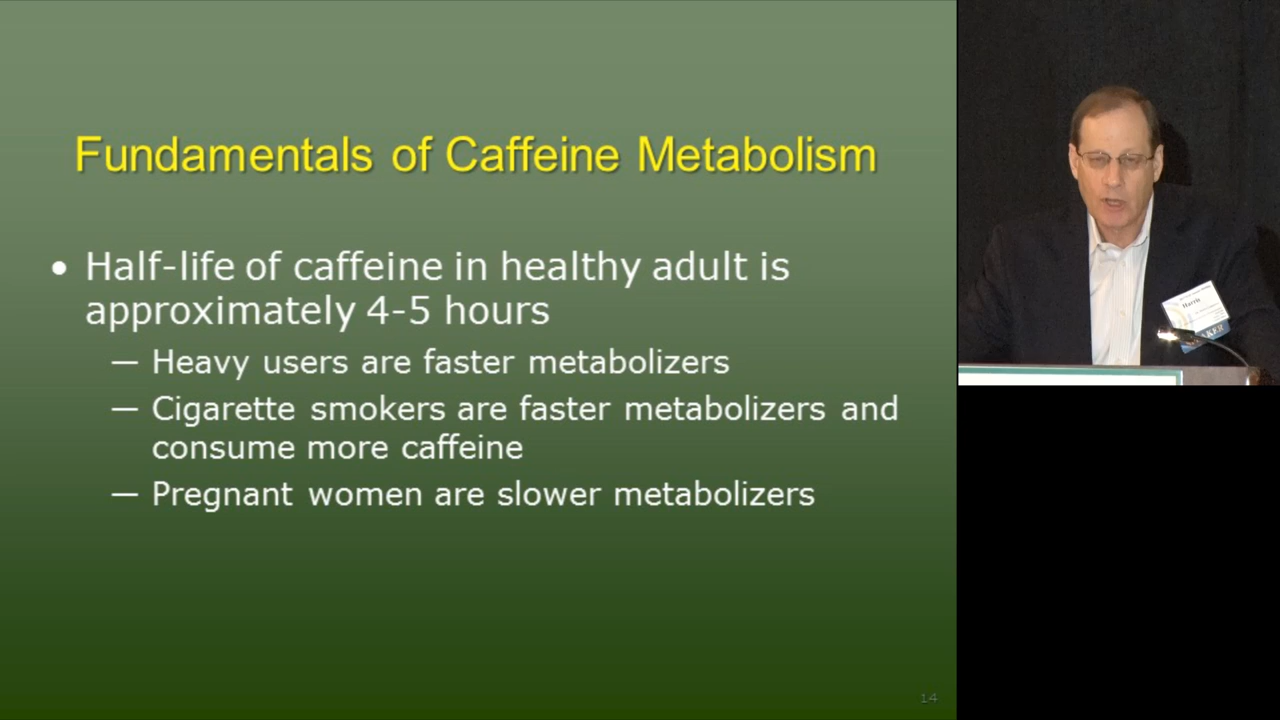 Fundamentals of Caffeine Metabolism
• Half-life of caffeine in healthy adult is
approximately 4-5 hours
— Heavy users are faster metabolizers
— Cigarette smokers are faster metabolizers and
consume more caffeine
— Pregnant women are slower metabolizers
14
Harris